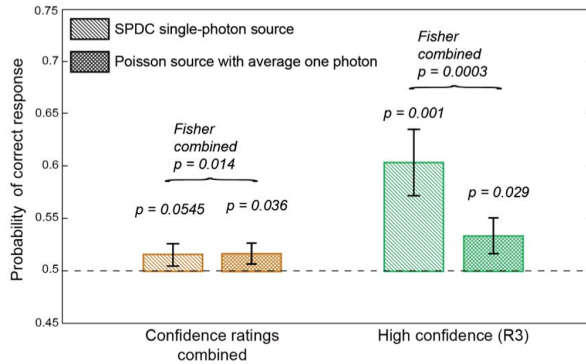 0.75
0.7
0.65
0.6
0.55
0.5
0.45
Probability of correct response
SPDC single-photon source
Poisson source with average one photon
Fisher
combined
p = 0.014
p = 0.0545
p = 0.036
Fisher
combined
p = 0.0003
p = 0.001
p = 0.029
Confidence ratings
combined
High confidence (R3)